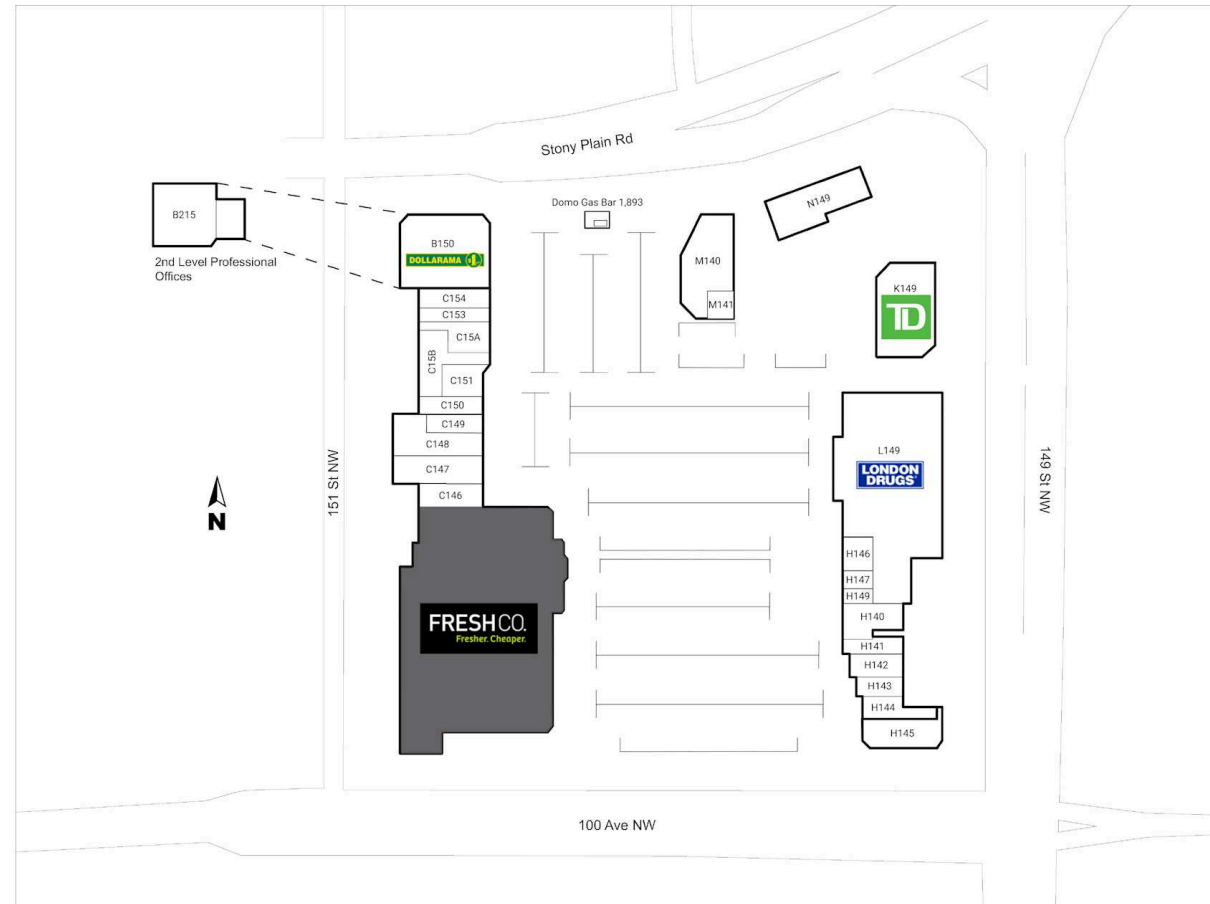 Stony Plain Rd
B215
2nd Level Professional
Offices
Domo Gas Bar 1,893
N149
B150
DOLLARAMA
M140
M141
K149
TD
C154
C153
C15A
C15B
C151
C150
C149
C148
C147
C146
L149
LONDON
DRUGS
151 St NW
149 St NW
N
H146
H147
H149
H140
H141
H142
H143
H144
H145
FRESHCO.
Fresher. Cheaper.
100 Ave NW